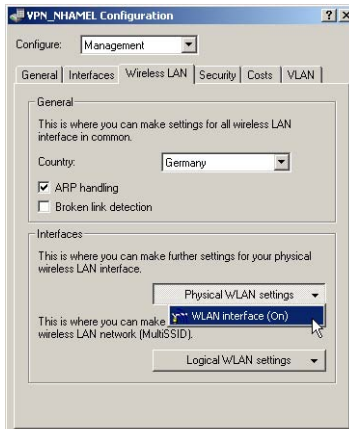 VPN_NHAMEL Configuration
Configure: Management
General Interfaces Wireless LAN Security Costs VLAN
General
This is where you can make settings for all wireless LAN
interface in common.
Country: Germany
ARP handling
Broken link detection
Interfaces
This is where you can make further settings for your physical
wireless LAN interface.
Physical WLAN settings
WLAN interface (On)
This is where you can make
wireless LAN network (MultiSSID).
Logical WLAN settings